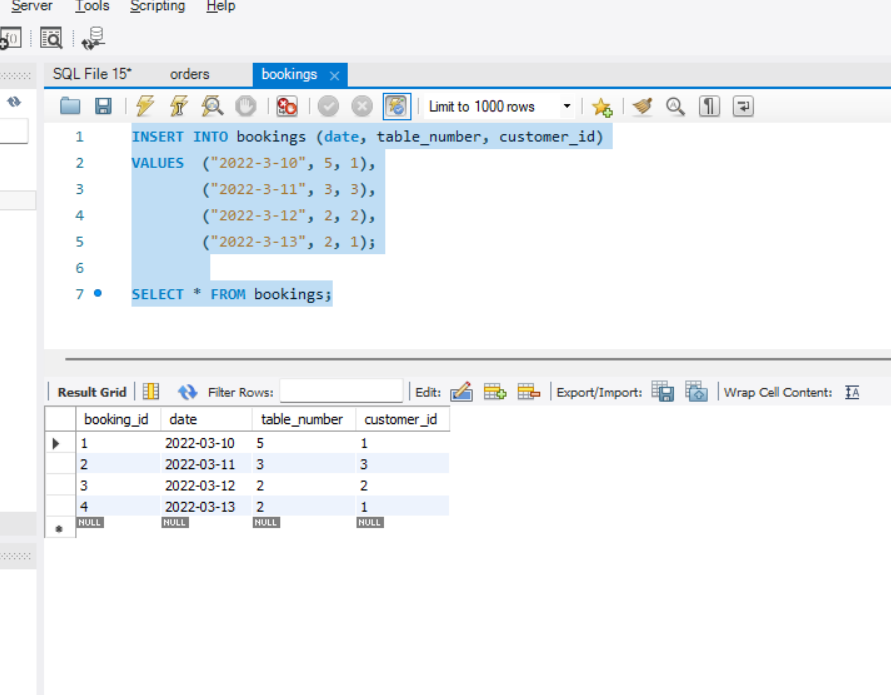 Server Tools Scripting Help
SQL File 15* orders bookings
Limit to 1000 rows
1 INSERT INTO bookings (date, table_number, customer_id)
2 VALUES ("2022-3-10", 5, 1),
3 ("2022-3-11", 3, 3),
4 ("2022-3-12", 2, 2),
5 ("2022-3-13", 2, 1);
6
7 SELECT * FROM bookings;
Result Grid Filter Rows: Edit: Export/Import: Wrap Cell Content:
booking_id date table_number customer_id
1 2022-03-10 5 1
2 2022-03-11 3 3
3 2022-03-12 2 2
4 2022-03-13 2 1
NULL NULL NULL NULL